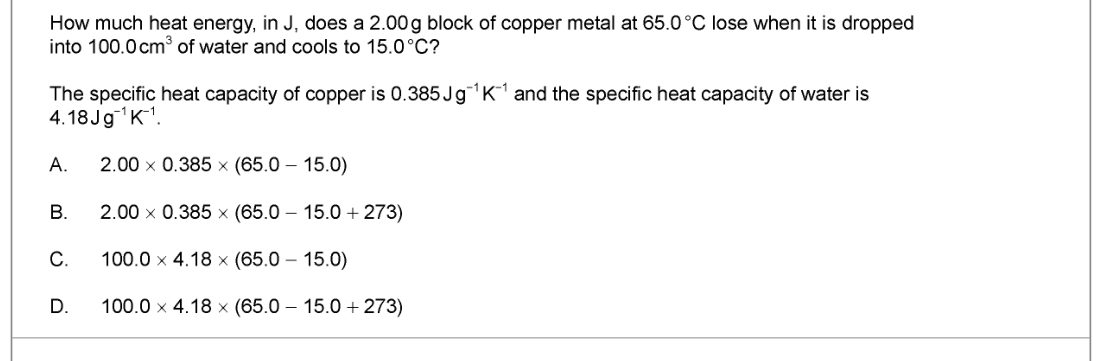 How much heat energy, in J, does a 2.00 g block of copper metal at 65.0 °C lose when it is dropped
into 100.0 cm³ of water and cools to 15.0 °C?
The specific heat capacity of copper is 0.385 J g⁻¹ K⁻¹ and the specific heat capacity of water is
4.18 J g⁻¹ K⁻¹.
A. 2.00 × 0.385 × (65.0 – 15.0)
B. 2.00 × 0.385 × (65.0 – 15.0 + 273)
C. 100.0 × 4.18 × (65.0 – 15.0)
D. 100.0 × 4.18 × (65.0 – 15.0 + 273)